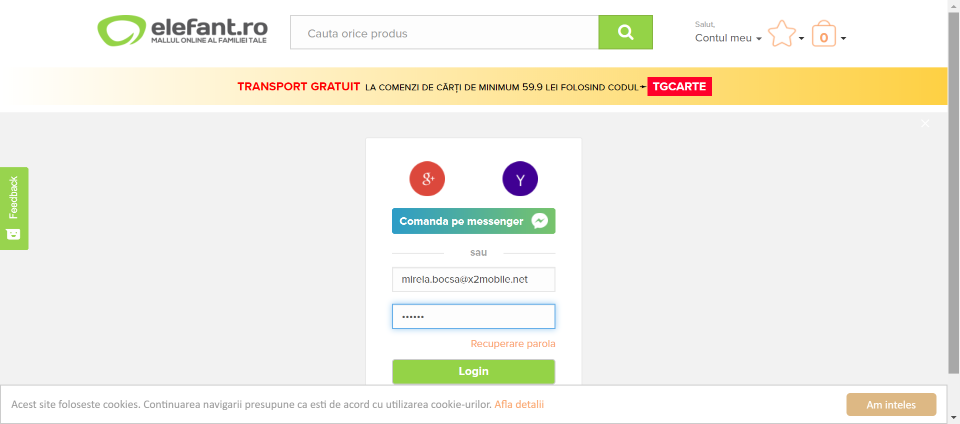 elefant.ro
MALLUL ONLINE AL FAMILIEI TALE
Cauta orice produs
Salut,
Contul meu
0
TRANSPORT GRATUIT LA COMENZI DE CĂRȚI DE MINIMUM 59.9 LEI FOLOSIND CODUL TGCARTE
Feedback
g+ Y
Comanda pe messenger
sau
mirela.bocsa@x2mobile.net
••••••
Recuperare parola
Login
Acest site foloseste cookies. Continuarea navigarii presupune ca esti de acord cu utilizarea cookie-urilor. Afla detalii
Am inteles